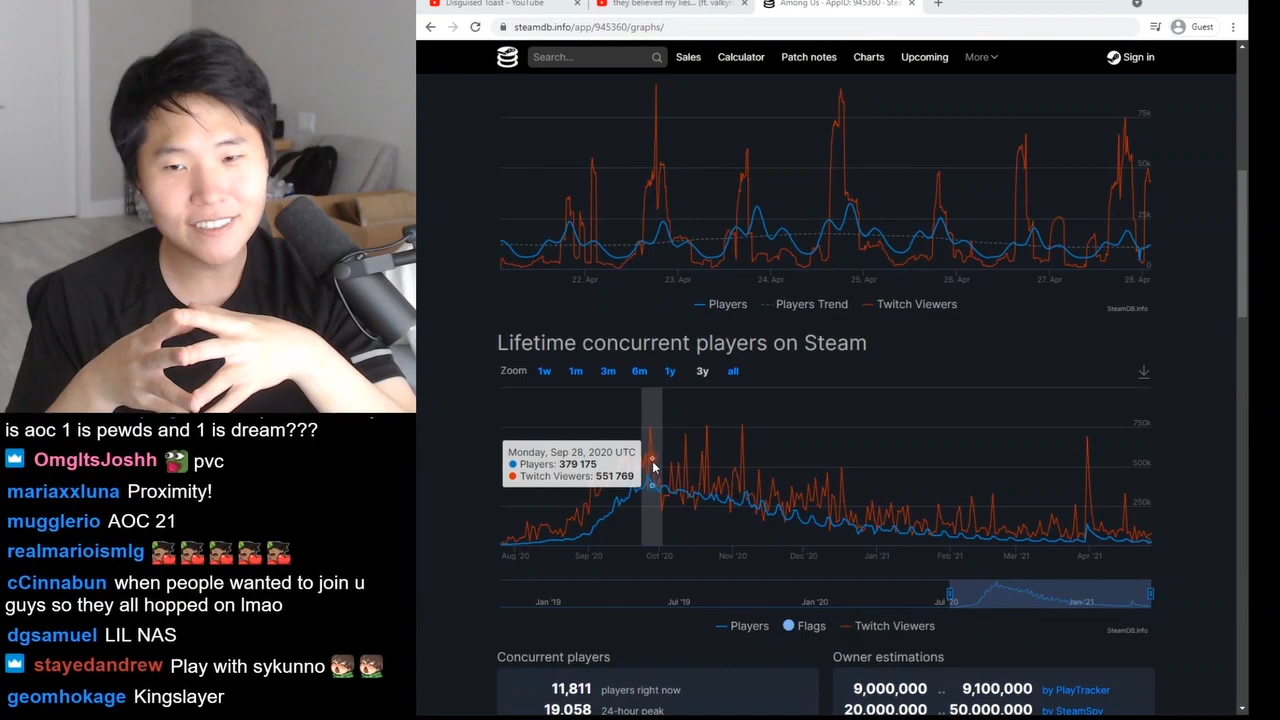 Disguised Toast - YouTube
they believed my lies... (ft. valkyr
Among Us - AppID: 945360 - Stea
steamdb.info/app/945360/graphs/
Guest
Search...
Sales
Calculator
Patch notes
Charts
Upcoming
More
Sign in
75k
50k
25k
0
22. Apr
23. Apr
24. Apr
25. Apr
26. Apr
27. Apr
28. Apr
Players
Players Trend
Twitch Viewers
SteamDB.info
Lifetime concurrent players on Steam
Zoom
1w
1m
3m
6m
1y
3y
all
750k
500k
250k
0
Monday, Sep 28, 2020 UTC
Players: 379 175
Twitch Viewers: 551 769
Aug '20
Sep '20
Oct '20
Nov '20
Dec '20
Jan '21
Feb '21
Mar '21
Apr '21
Jan '19
Jul '19
Jan '20
Jul '20
Jan '21
Players
Flags
Twitch Viewers
SteamDB.info
Concurrent players
Owner estimations
11,811 players right now
19,058 24-hour peak
9,000,000 .. 9,100,000 by PlayTracker
20,000,000 .. 50,000,000 by SteamSpy
is aoc 1 is pewds and 1 is dream???
OmgItsJoshh pvc
mariaxxluna Proximity!
mugglerio AOC 21
realmarioismlg
cCinnabun when people wanted to join u
guys so they all hopped on lmao
dgsamuel LIL NAS
stayedandrew Play with sykunno
geomhokage Kingslayer